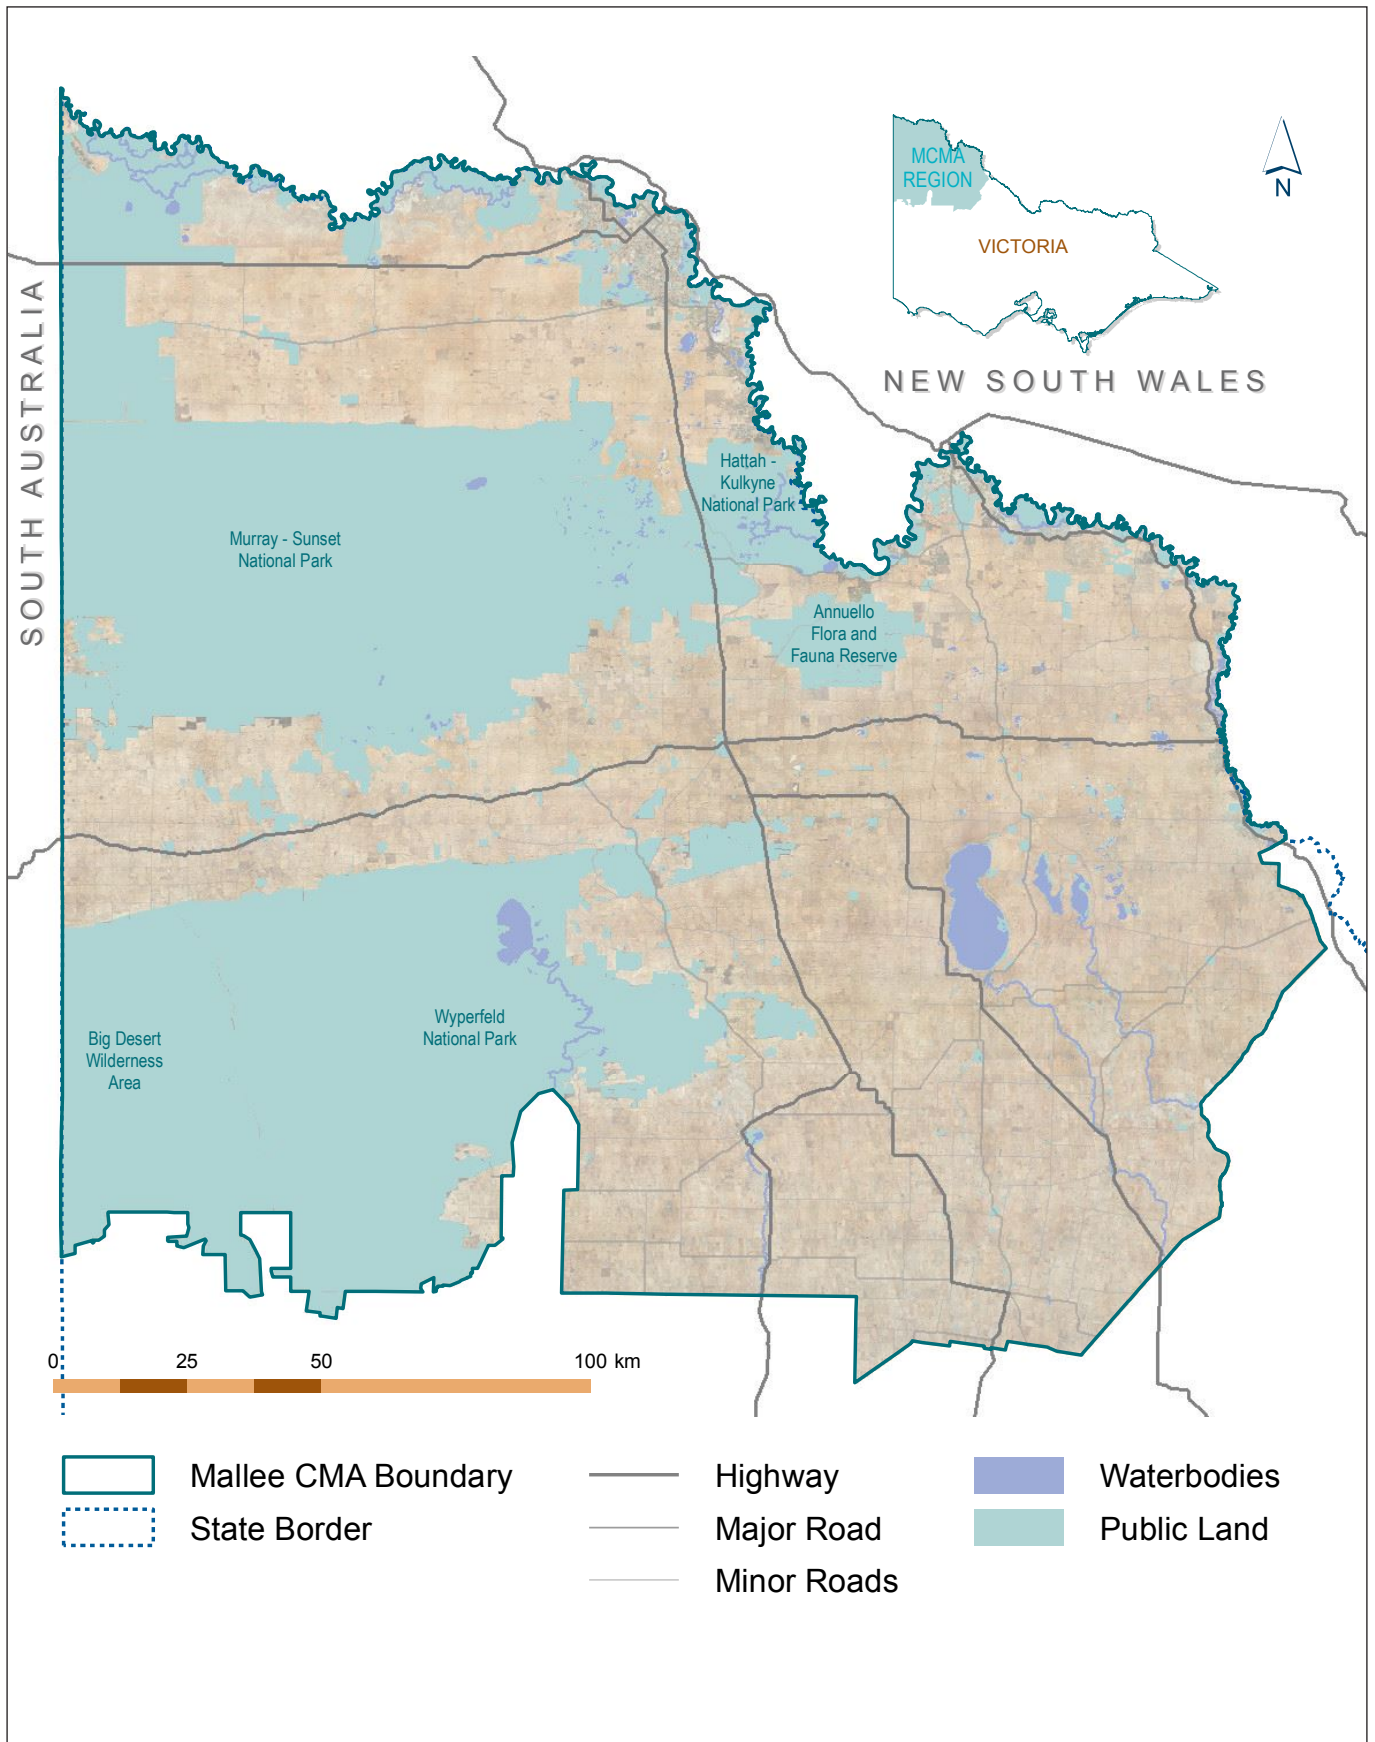 MCMA
REGION
N
VICTORIA
SOUTH AUSTRALIA
NEW SOUTH WALES
Hattah -
Kulkyne
National Park
Murray - Sunset
National Park
Annuello
Flora and
Fauna Reserve
Wyperfeld
National Park
Big Desert
Wilderness
Area
0 25 50 100 km
Mallee CMA Boundary
State Border
Highway
Major Road
Minor Roads
Waterbodies
Public Land